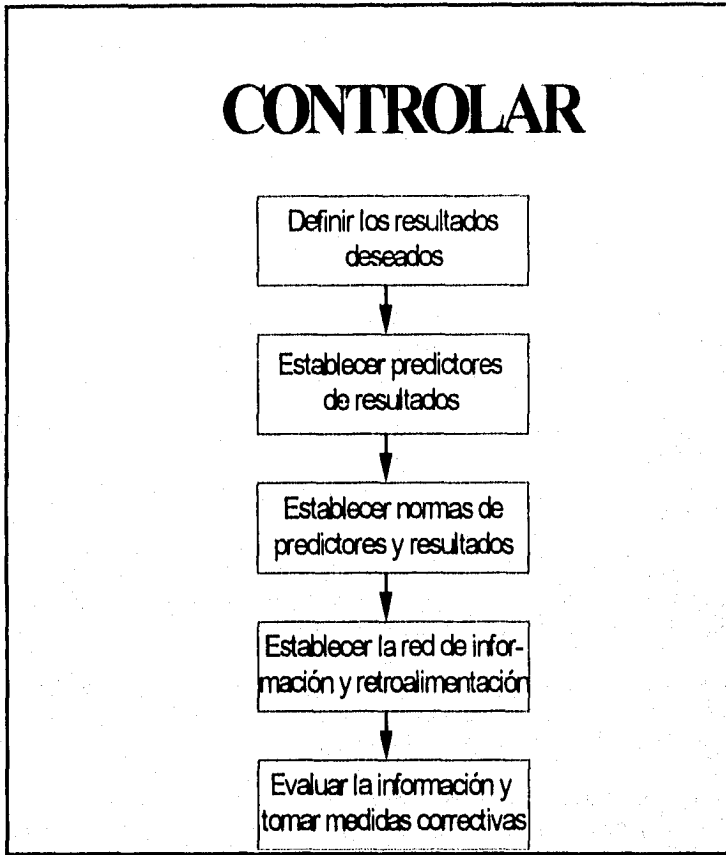 CONTROLAR
Definir los resultados
deseados
Establecer predictores
de resultados
Establecer normas de
predictores y resultados
Establecer la red de infor-
mación y retroalimentación
Evaluar la información y
tomar medidas correctivas